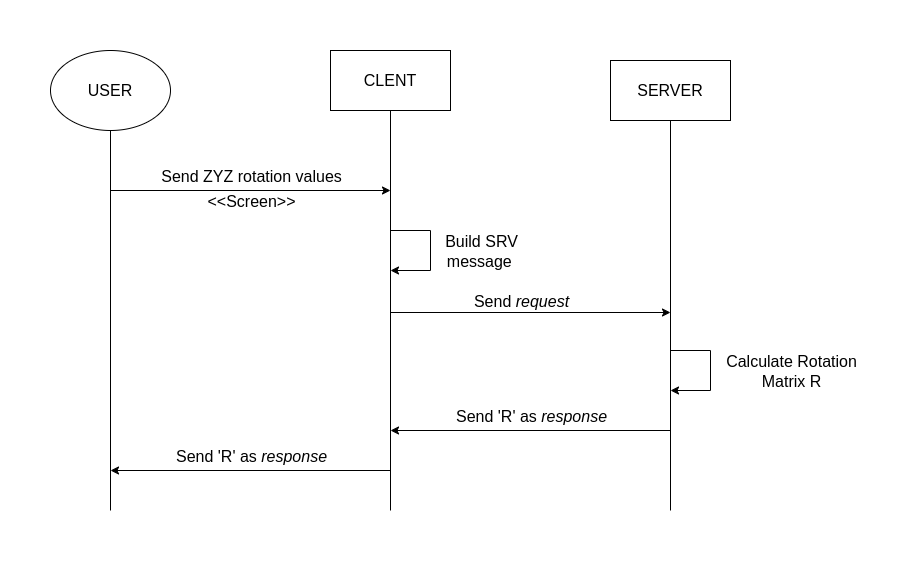 USER
CLENT
SERVER
Send ZYZ rotation values
<<Screen>>
Build SRV
message
Send request
Calculate Rotation
Matrix R
Send 'R' as response
Send 'R' as response